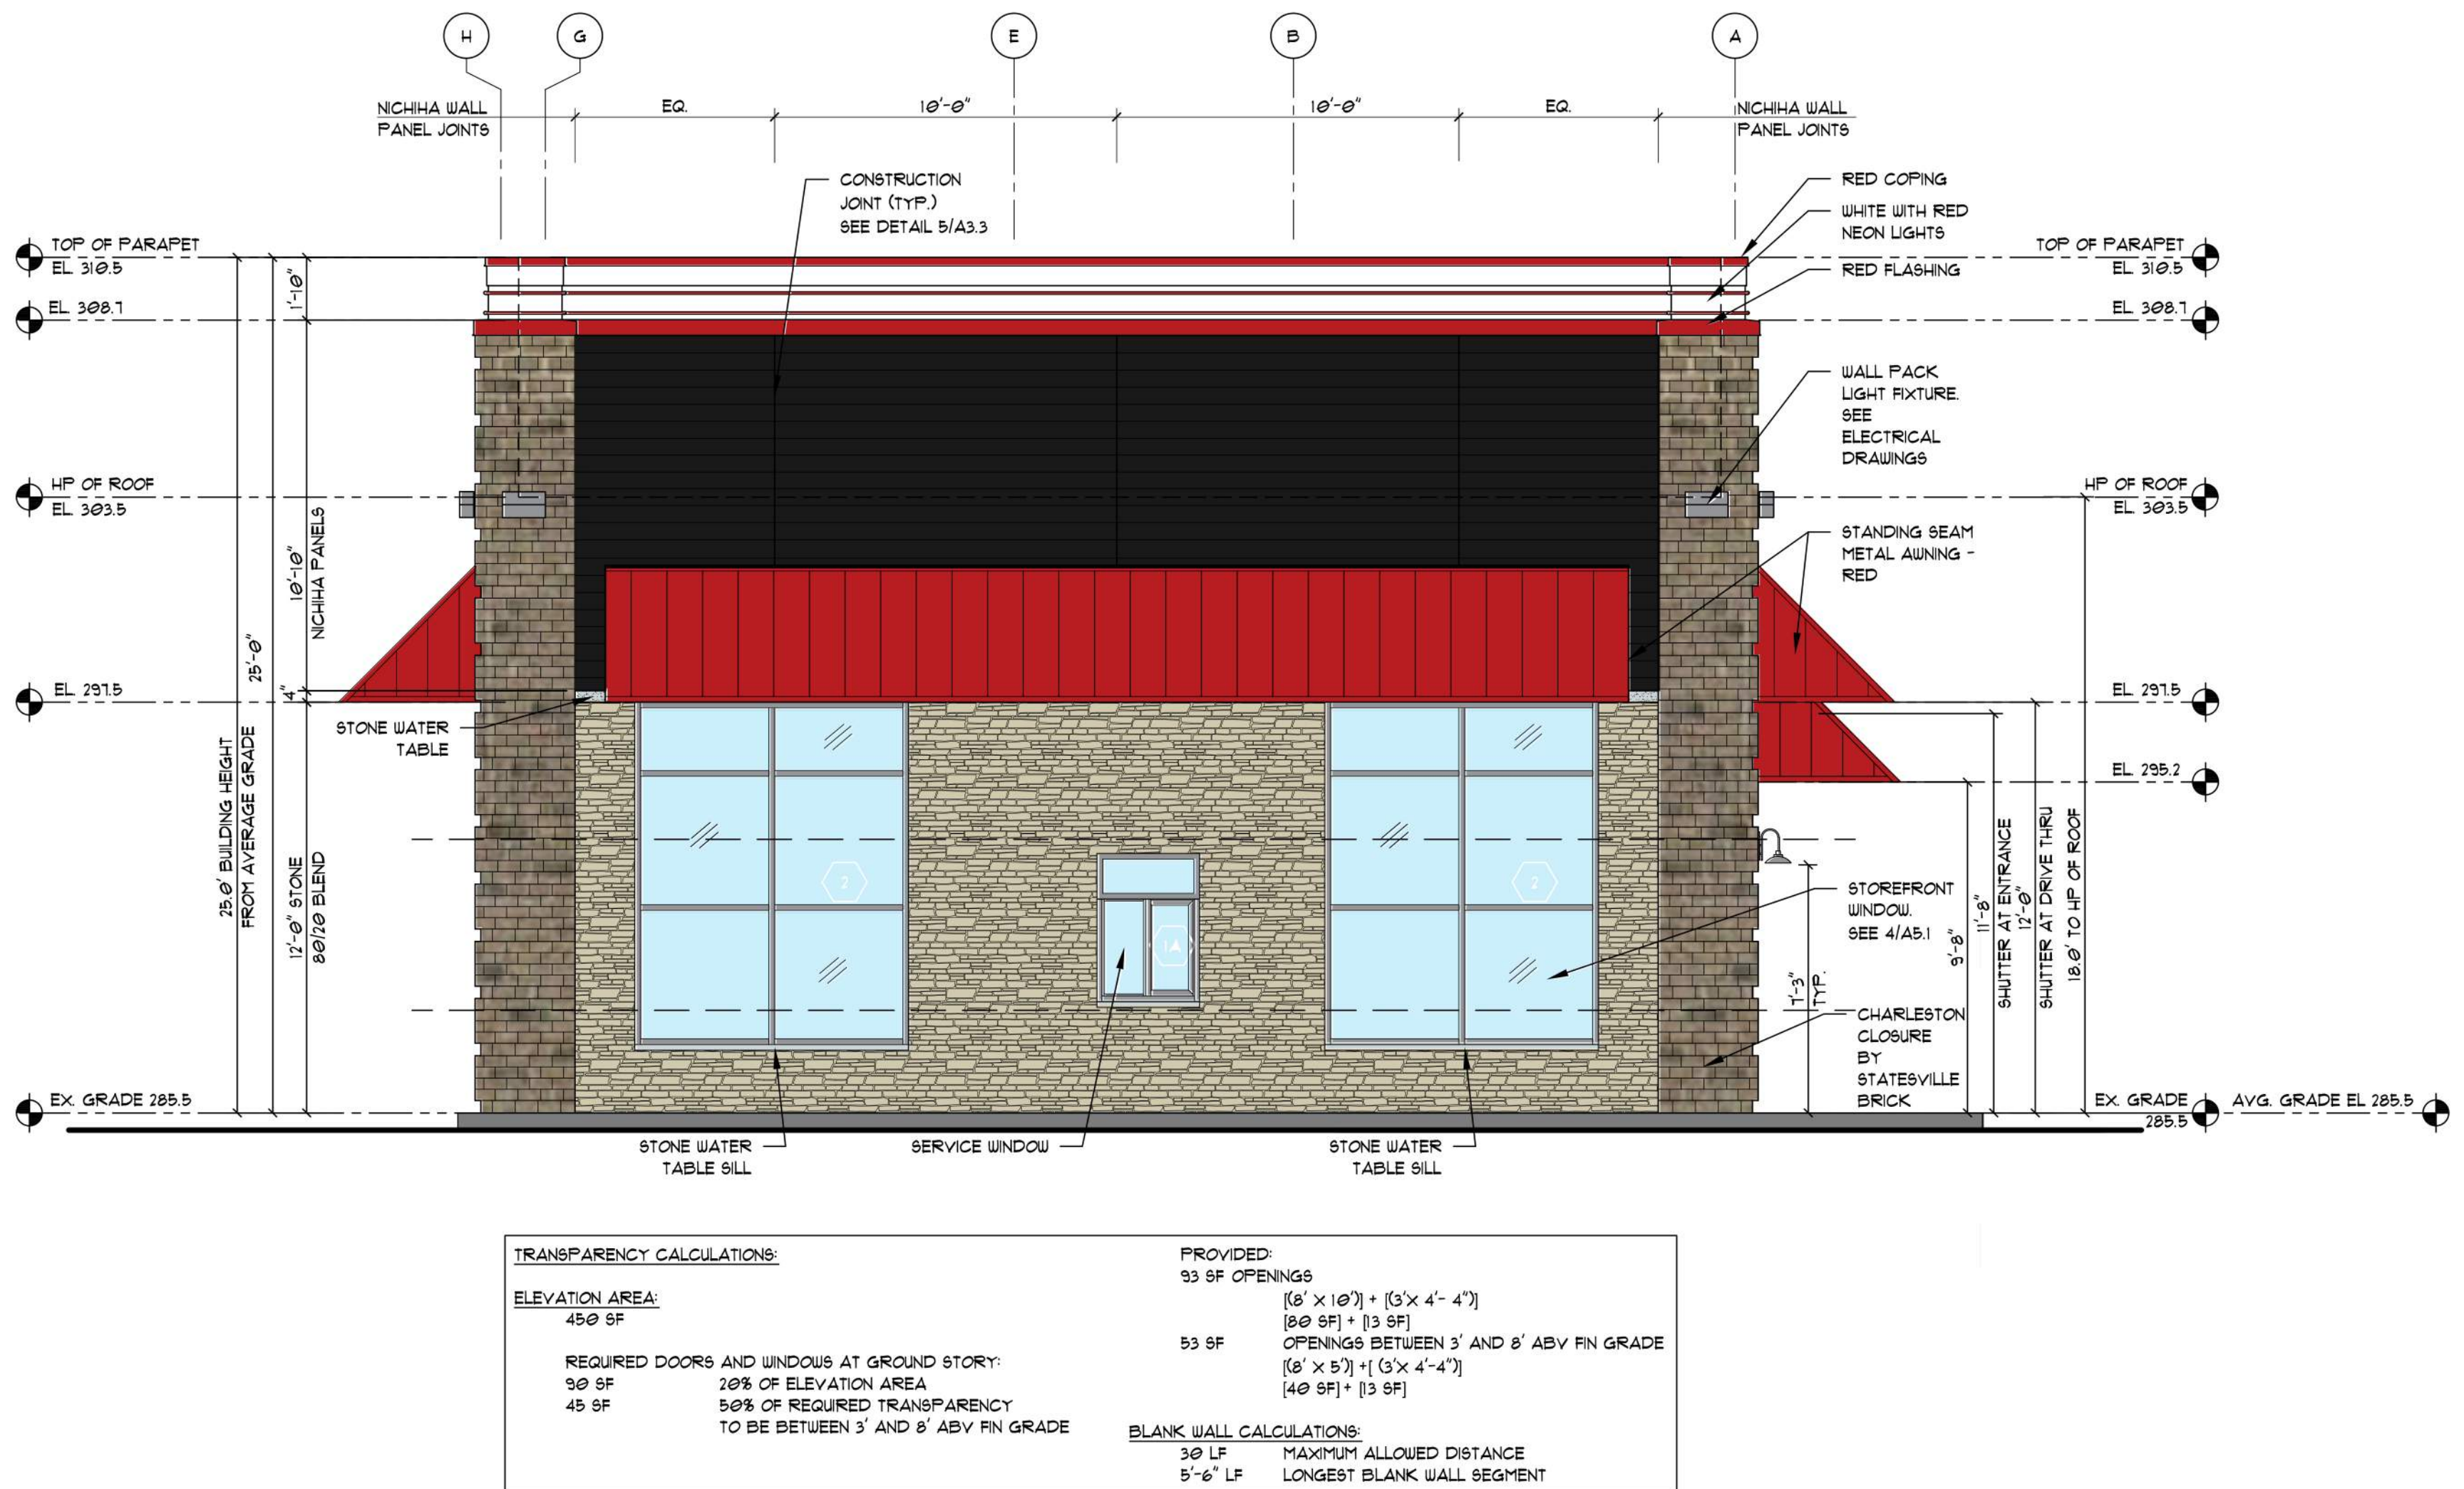 H
G
E
B
A
NICHIHA WALL
PANEL JOINTS
EQ.
10'-0"
10'-0"
EQ.
NICHIHA WALL
PANEL JOINTS
CONSTRUCTION
JOINT (TYP.)
SEE DETAIL 5/A3.3
RED COPING
WHITE WITH RED
NEON LIGHTS
RED FLASHING
TOP OF PARAPET
EL 310.5
EL 308.7
TOP OF PARAPET
EL 310.5
EL 308.7
1'-10"
WALL PACK
LIGHT FIXTURE.
SEE
ELECTRICAL
DRAWINGS
HP OF ROOF
EL 303.5
HP OF ROOF
EL 303.5
STANDING SEAM
METAL AWNING -
RED
10'-10"
NICHIHA PANELS
25'-0"
4"
EL 297.5
EL 297.5
EL 295.2
STONE WATER
TABLE
25.0' BUILDING HEIGHT
FROM AVERAGE GRADE
12'-0" STONE
80/20 BLEND
2
2
1A
STOREFRONT
WINDOW.
SEE 4/A5.1
CHARLESTON
CLOSURE
BY
STATESVILLE
BRICK
7'-3"
TYP.
9'-8"
11'-8"
SHUTTER AT ENTRANCE
12'-0"
SHUTTER AT DRIVE THRU
18.0' TO HP OF ROOF
EX. GRADE 285.5
EX. GRADE
285.5
AVG. GRADE EL 285.5
STONE WATER
TABLE SILL
SERVICE WINDOW
STONE WATER
TABLE SILL
TRANSPARENCY CALCULATIONS:
ELEVATION AREA:
450 SF
REQUIRED DOORS AND WINDOWS AT GROUND STORY:
90 SF 20% OF ELEVATION AREA
45 SF 50% OF REQUIRED TRANSPARENCY
TO BE BETWEEN 3' AND 8' ABV FIN GRADE
PROVIDED:
93 SF OPENINGS
[(8' X 10')] + [(3'X 4'- 4")]
[80 SF] + [13 SF]
53 SF OPENINGS BETWEEN 3' AND 8' ABV FIN GRADE
[(8' X 5')] +[ (3'X 4'-4")]
[40 SF] + [13 SF]
BLANK WALL CALCULATIONS:
30 LF MAXIMUM ALLOWED DISTANCE
5'-6" LF LONGEST BLANK WALL SEGMENT